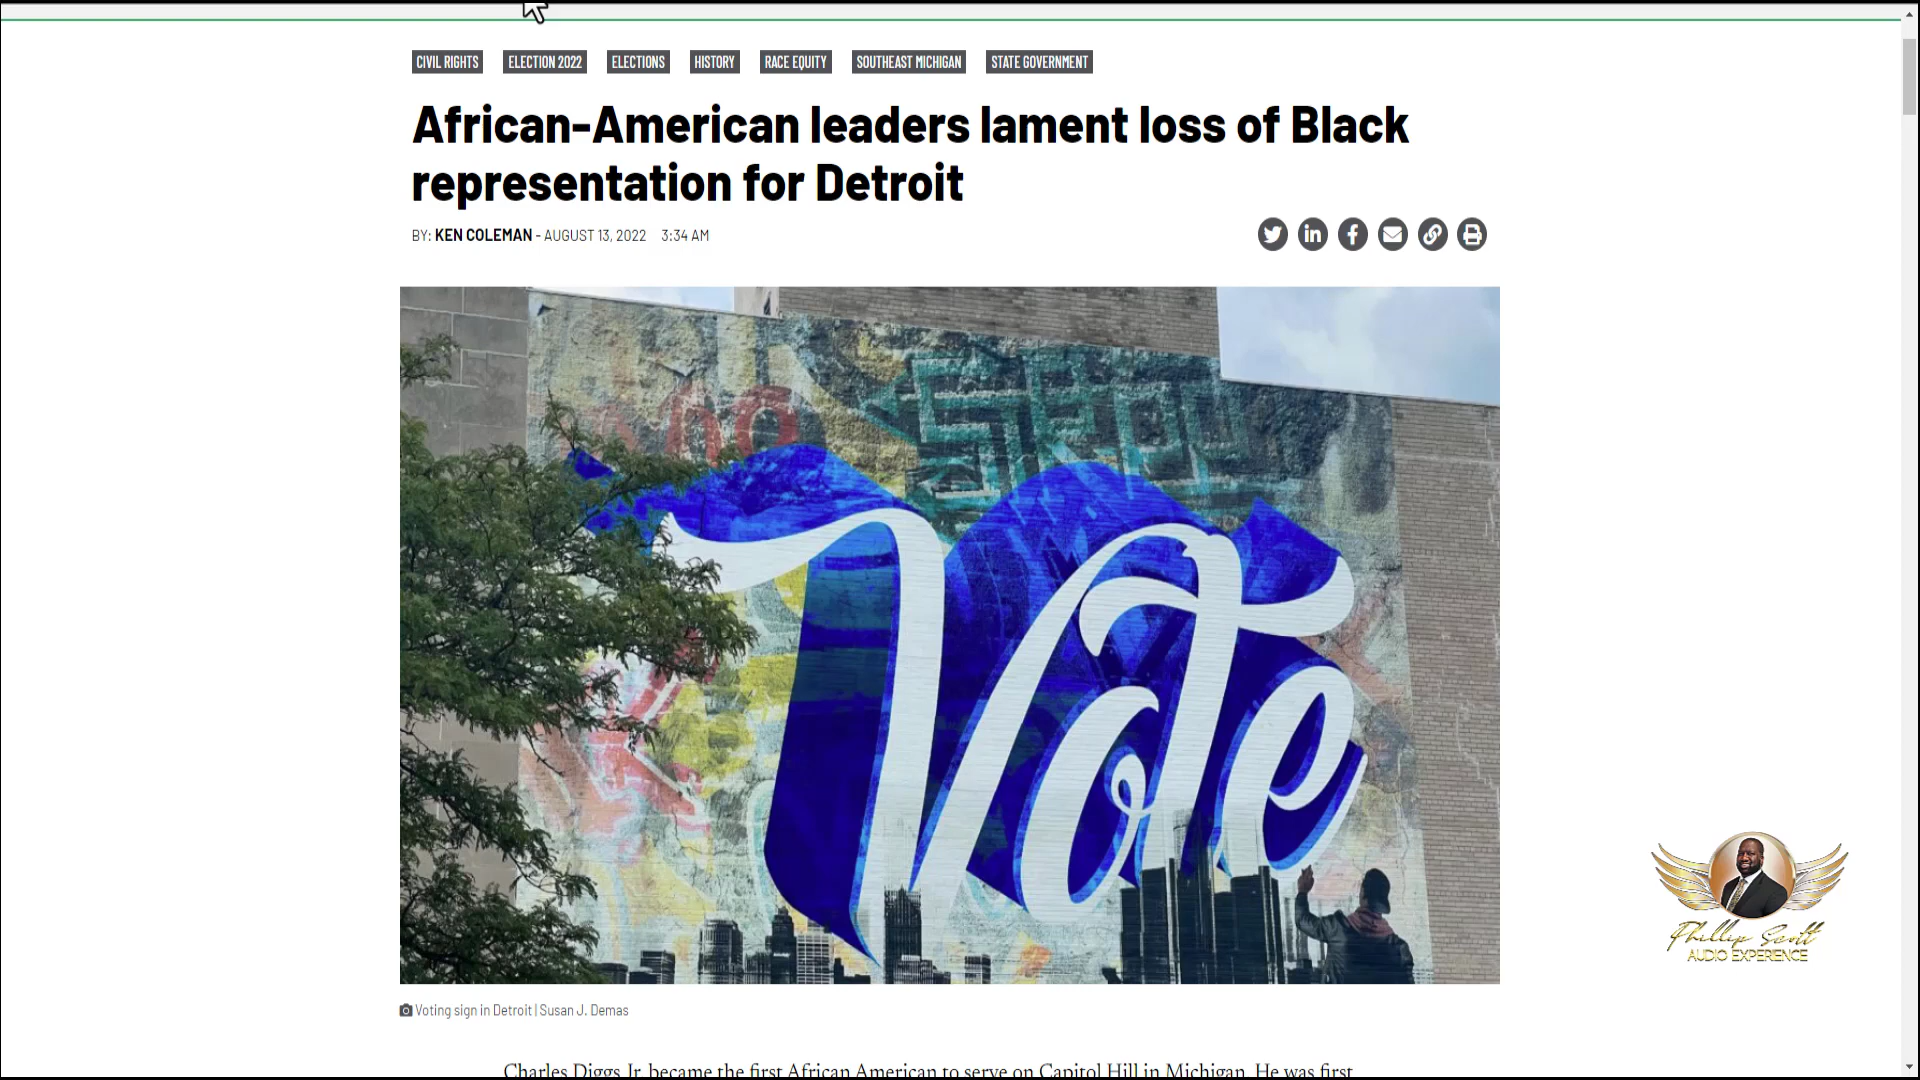 CIVIL RIGHTS ELECTION 2022 ELECTIONS HISTORY RACE EQUITY SOUTHEAST MICHIGAN STATE GOVERNMENT
African-American leaders lament loss of Black
representation for Detroit
BY: KEN COLEMAN - AUGUST 13, 2022 3:34 AM
Vote
Phillip Scott
AUDIO EXPERIENCE
Voting sign in Detroit | Susan J. Demas
Charles Diggs Jr. became the first African American to serve on Capitol Hill in Michigan. He was first